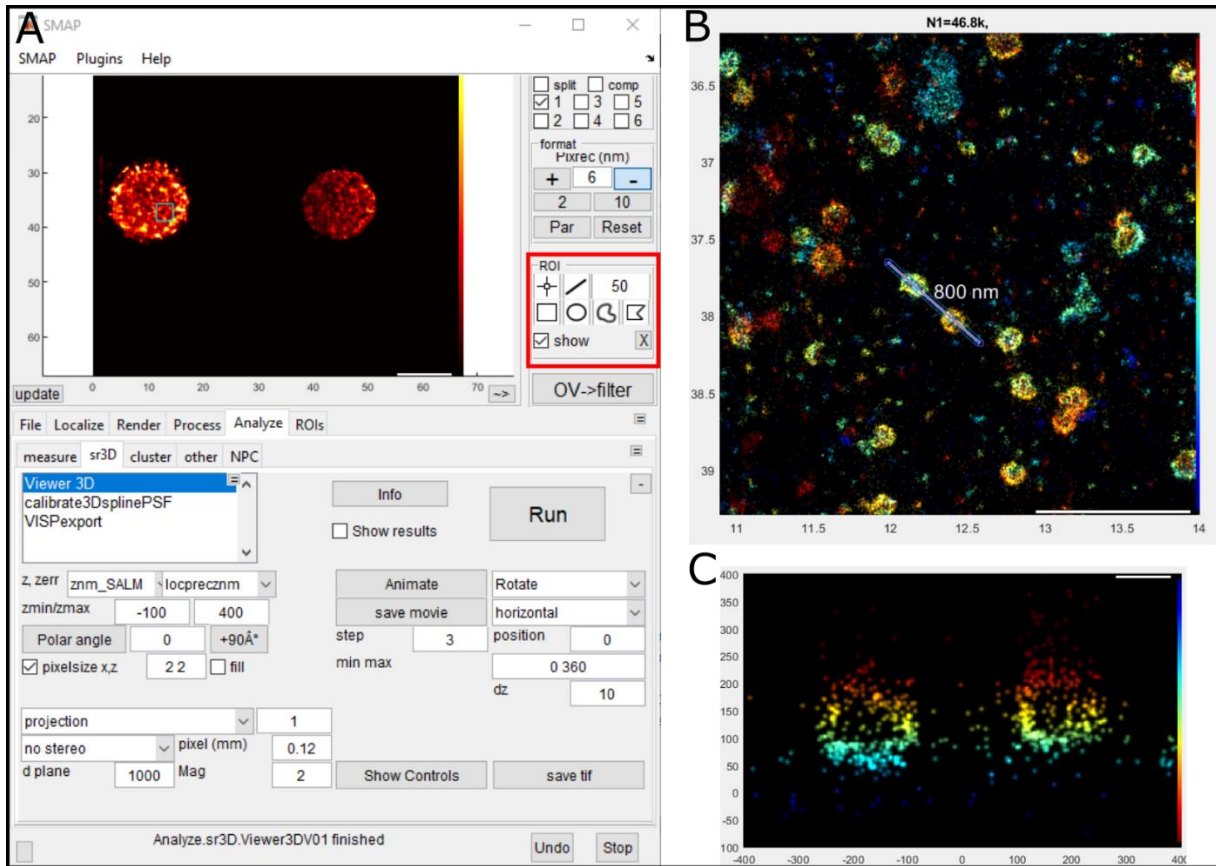 A SMAP
SMAP Plugins Help
split comp
1 3 5
2 4 6
format
Pixrec (nm)
+ 6 -
2 10
Par Reset
ROI
50
show X
OV->filter
20
30
40
50
60
update 0 10 20 30 40 50 60 70 ~>
File Localize Render Process Analyze ROIs
measure sr3D cluster other NPC
Viewer 3D
calibrate3DsplinePSF
VISPexport
Info
Show results
Run
z, zerr znm_SALM locprecznm
Animate Rotate
zmin/zmax -100 400
save movie horizontal
Polar angle 0 +90Â°
step 3 position 0
pixelsize x,z 2 2 fill
min max 0 360
dz 10
projection 1
no stereo pixel (mm) 0.12
d plane 1000 Mag 2
Show Controls save tif
Analyze.sr3D.Viewer3DV01 finished
Undo Stop
B
N1=46.8k,
36.5
37
37.5
38
38.5
39
800 nm
11 11.5 12 12.5 13 13.5 14
C
400
350
300
250
200
150
100
50
0
50
100
-400 -300 -200 -100 0 100 200 300 400